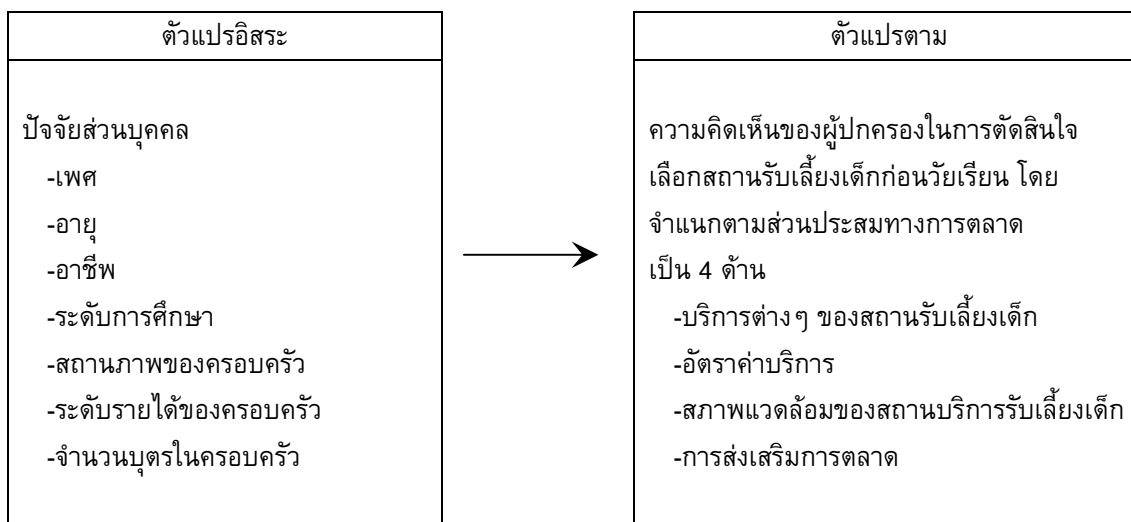 ตัวแปรอิสระ
ปัจจัยส่วนบุคคล
-เพศ
-อายุ
-อาชีพ
-ระดับการศึกษา
-สถานภาพของครอบครัว
-ระดับรายได้ของครอบครัว
-จำนวนบุตรในครอบครัว
ตัวแปรตาม
ความคิดเห็นของผู้ปกครองในการตัดสินใจ
เลือกสถานรับเลี้ยงเด็กก่อนวัยเรียน โดย
จำแนกตามส่วนประสมทางการตลาด
เป็น 4 ด้าน
-บริการต่างๆ ของสถานรับเลี้ยงเด็ก
-อัตราค่าบริการ
-สภาพแวดล้อมของสถานบริการรับเลี้ยงเด็ก
-การส่งเสริมการตลาด